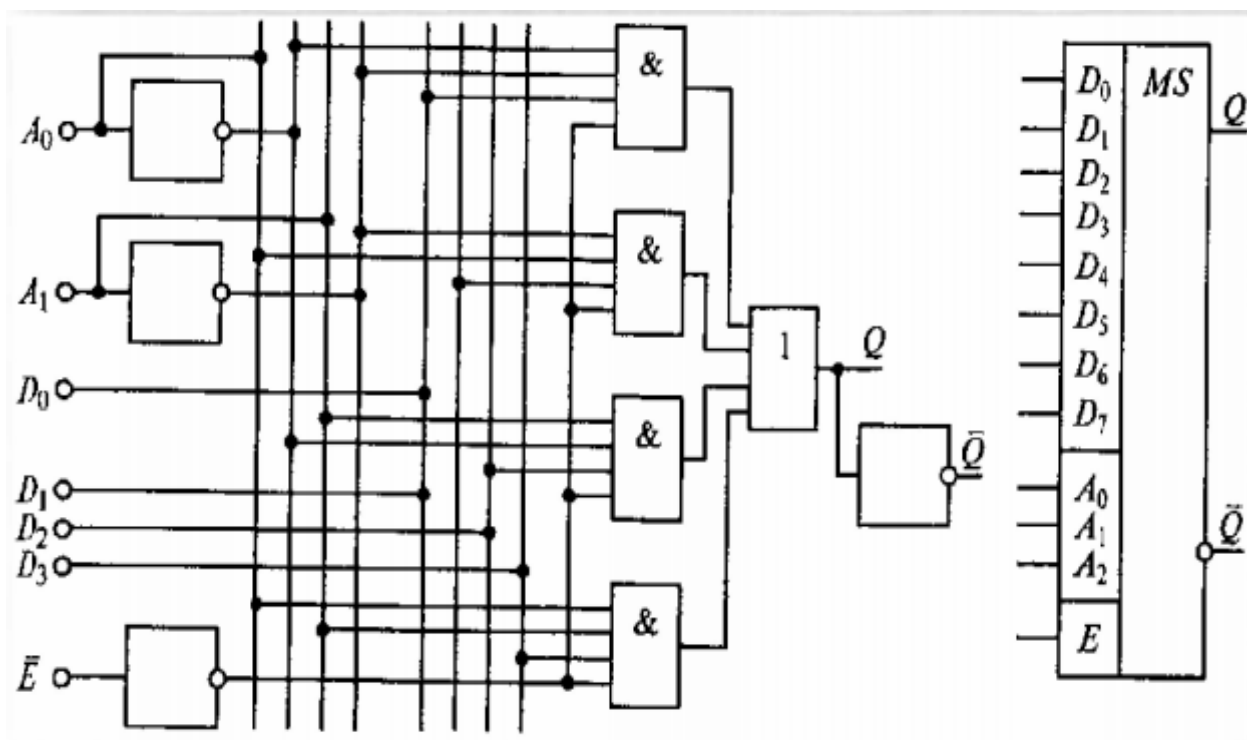 A₀
A₁
D₀
D₁
D₂
D₃
E̅
&
&
&
&
1
Q
Q̅
D₀
D₁
D₂
D₃
D₄
D₅
D₆
D₇
A₀
A₁
A₂
E
MS
Q
Q̅